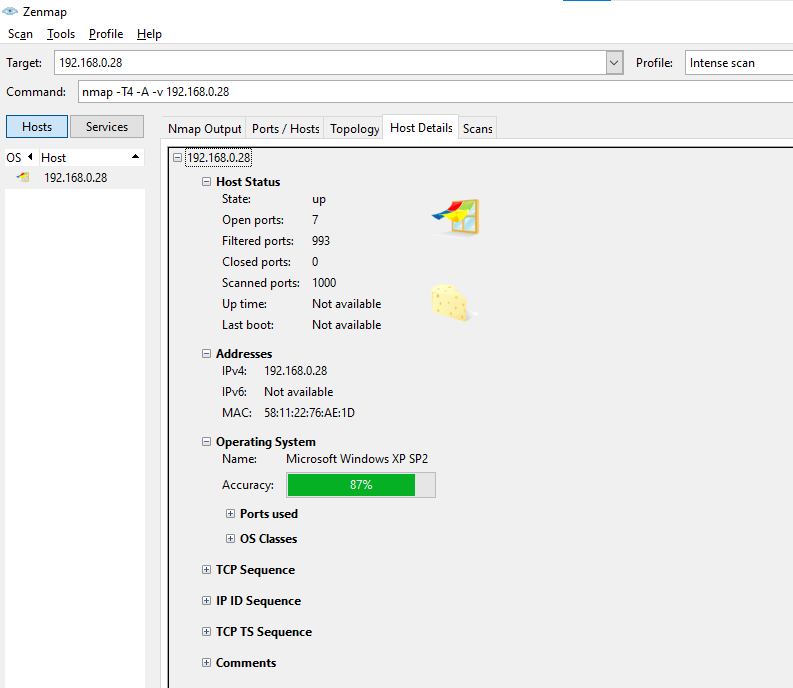 Zenmap
Scan Tools Profile Help
Target: 192.168.0.28 Profile: Intense scan
Command: nmap -T4 -A -v 192.168.0.28
Hosts Services Nmap Output Ports / Hosts Topology Host Details Scans
OS Host
192.168.0.28
192.168.0.28
Host Status
State: up
Open ports: 7
Filtered ports: 993
Closed ports: 0
Scanned ports: 1000
Up time: Not available
Last boot: Not available
Addresses
IPv4: 192.168.0.28
IPv6: Not available
MAC: 58:11:22:76:AE:1D
Operating System
Name: Microsoft Windows XP SP2
Accuracy: 87%
Ports used
OS Classes
TCP Sequence
IP ID Sequence
TCP TS Sequence
Comments